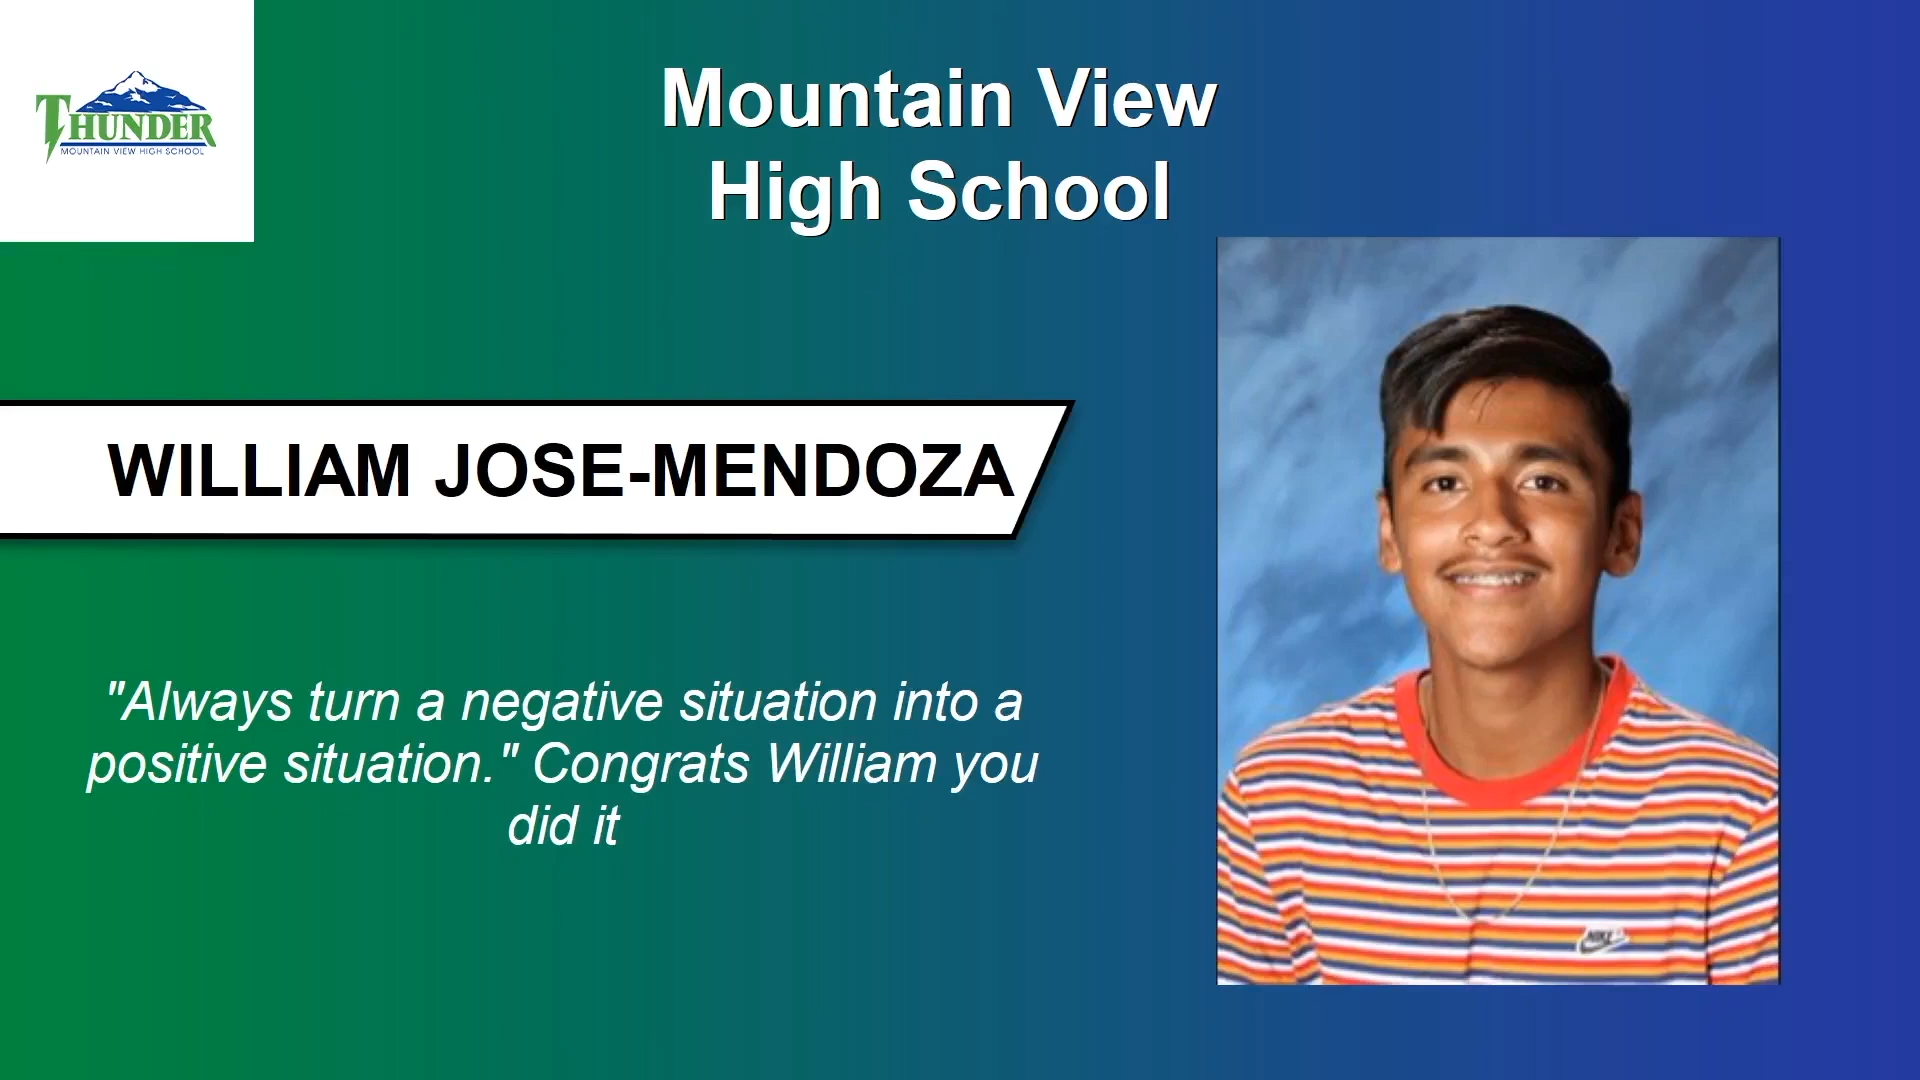 THUNDER
MOUNTAIN VIEW HIGH SCHOOL
Mountain View
High School
WILLIAM JOSE-MENDOZA
"Always turn a negative situation into a
positive situation." Congrats William you
did it
NIKE